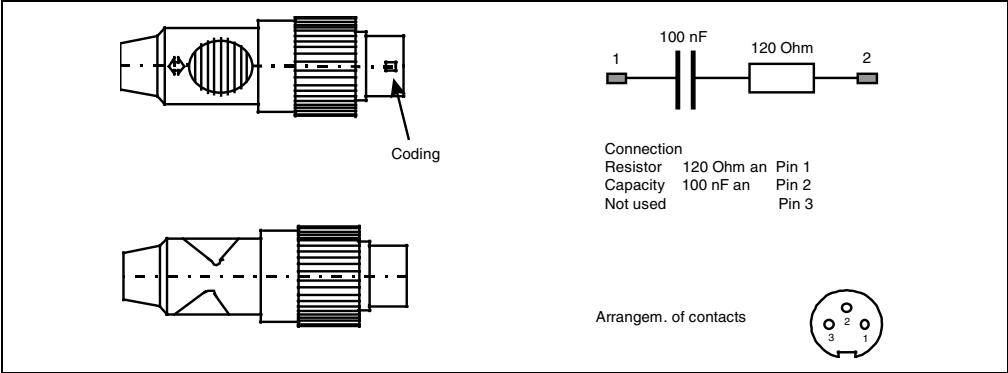 100 nF
120 Ohm
1
2
Coding
Connection
Resistor 120 Ohm an Pin 1
Capacity 100 nF an Pin 2
Not used Pin 3
Arrangem. of contacts
2
3 1